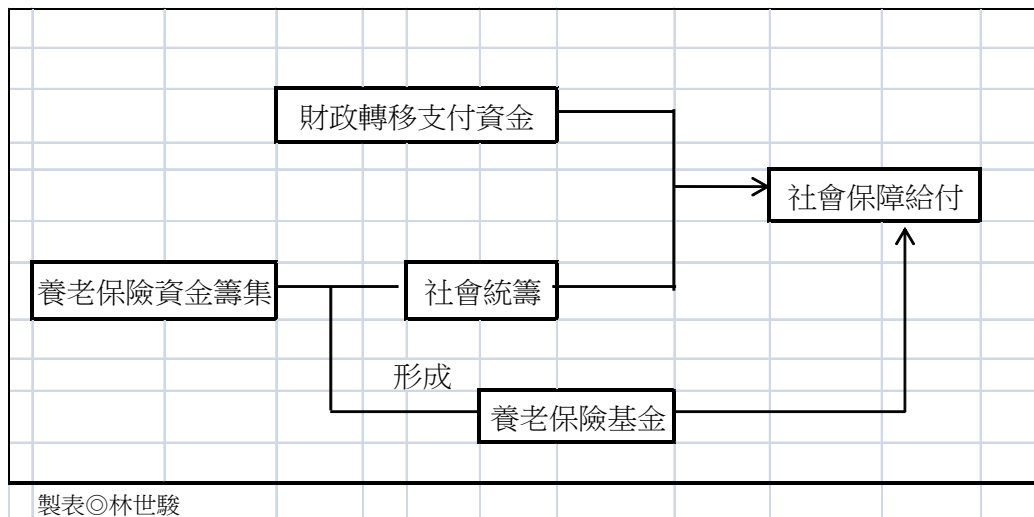 財政轉移支付資金
社會保障給付
養老保險資金籌集
社會統籌
形成
養老保險基金
製表◎林世駿